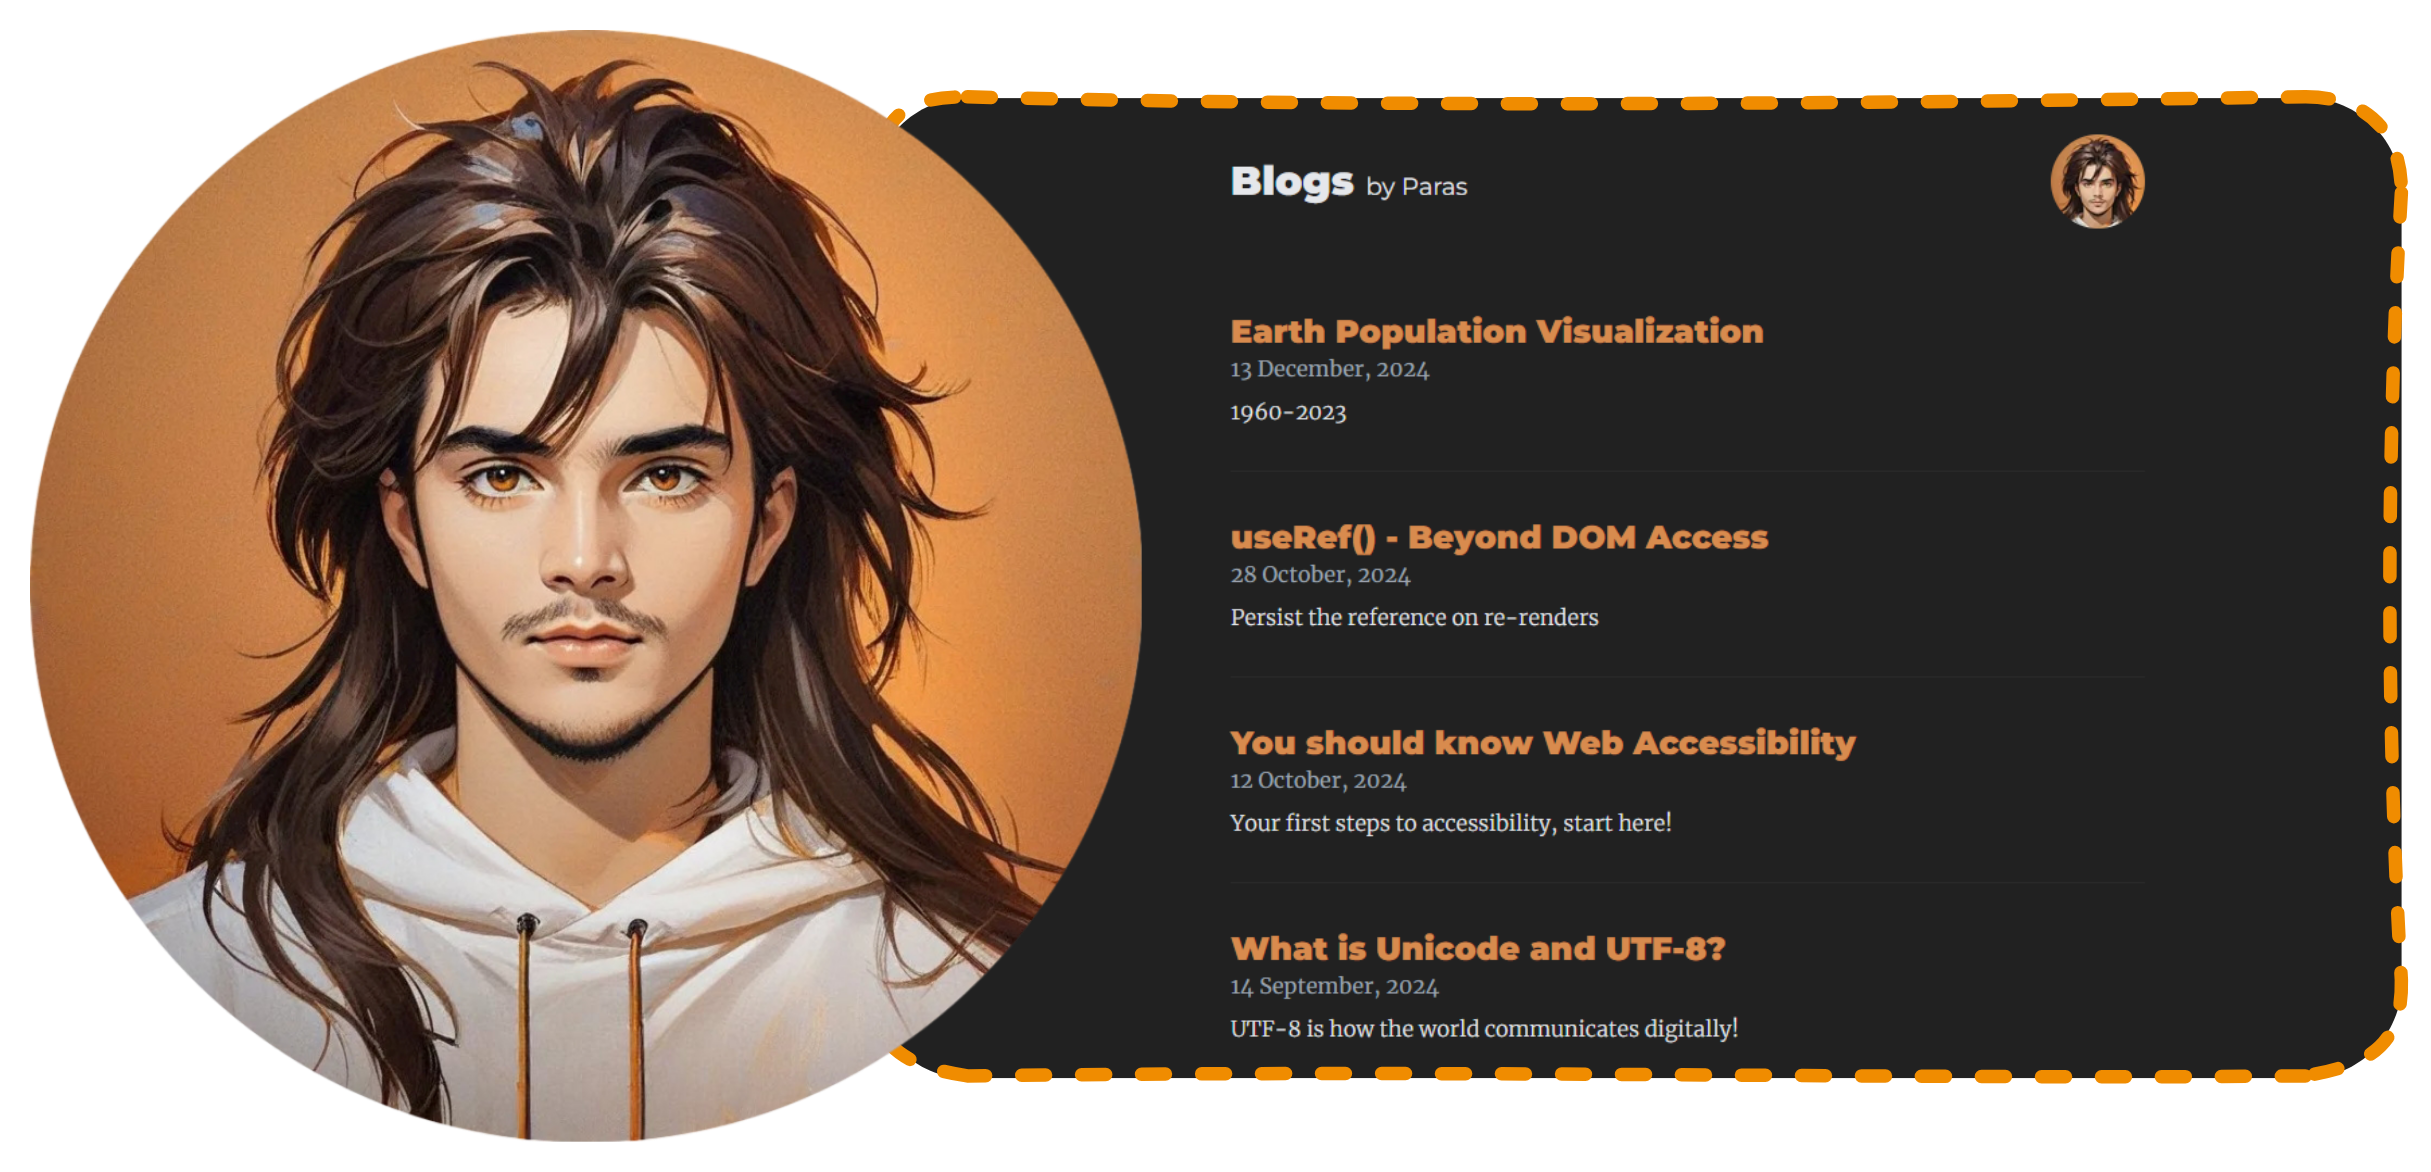 Blogs by Paras
Earth Population Visualization
13 December, 2024
1960-2023
useRef() - Beyond DOM Access
28 October, 2024
Persist the reference on re-renders
You should know Web Accessibility
12 October, 2024
Your first steps to accessibility, start here!
What is Unicode and UTF-8?
14 September, 2024
UTF-8 is how the world communicates digitally!